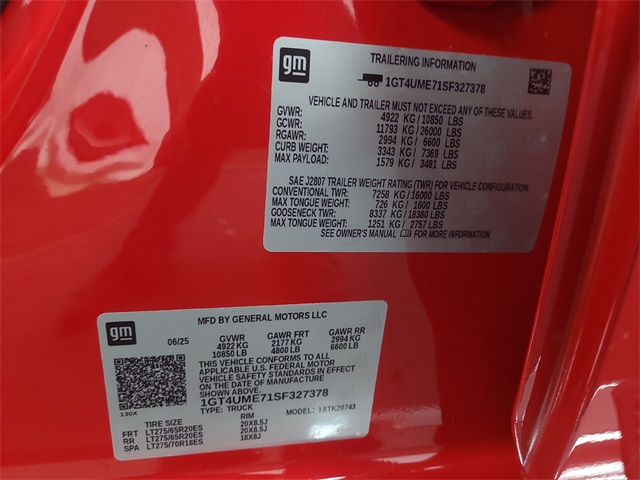 gm
TRAILERING INFORMATION
1GT4UME71SF327378
VEHICLE AND TRAILER MUST NOT EXCEED ANY OF THESE WEIGHTS
GVWR: 4922 KG/10850 LBS
GCWR: 11793 KG/26000 LBS
RGAWR: 2994 KG/ 6600 LBS
CURB WEIGHT: 3343 KG/ 7369 LBS
MAX PAYLOAD: 1579 KG/ 3481 LBS
SAE J2807 TRAILER WEIGHT RATING (TWR) FOR VEHICLE CONFIGURATION.
CONVENTIONAL TWR: 7258 KG/16000 LBS
MAX TONGUE WEIGHT: 726 KG/ 1600 LBS
GOOSENECK TWR: 8337 KG/18380 LBS
MAX TONGUE WEIGHT: 1251 KG/ 2757 LBS
SEE OWNER'S MANUAL FOR MORE INFORMATION
gm
MFD BY GENERAL MOTORS LLC
06/25 GVWR GAWR FRT GAWR RR
4922 KG 2177 KG 2994 KG
10850 LB 4800 LB 6600 LB
THIS VEHICLE CONFORMS TO ALL
APPLICABLE U.S. FEDERAL MOTOR
VEHICLE SAFETY STANDARDS IN EFFECT
ON THE DATE OF MANUFACTURE
SHOWN ABOVE.
1GT4UME71SF327378
TYPE: TRUCK MODEL: 18TK20743
130X
TIRE SIZE RIM
FRT LT275/65R20ES 20X8.5J
RR LT275/65R20ES 20X8.5J
SPA LT275/70R18ES 18X8J